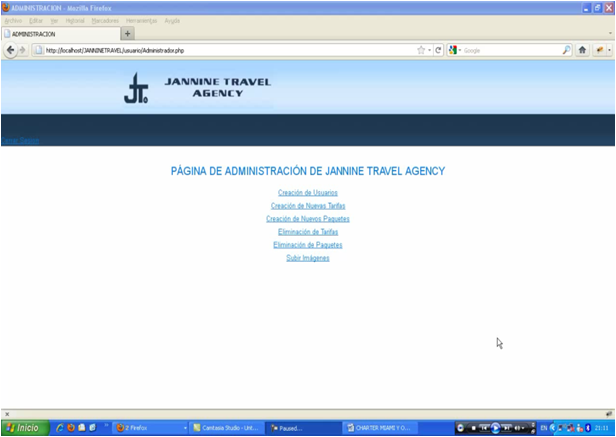 ADMINISTRACION - Mozilla Firefox
Archivo Editar Ver Historial Marcadores Herramientas Ayuda
ADMINISTRACION
http://localhost/JANNINETRAVEL/usuario/Administrador.php
Google
JANNINE TRAVEL
AGENCY
Cerrar Sesion
PÁGINA DE ADMINISTRACIÓN DE JANNINE TRAVEL AGENCY
Creación de Usuarios
Creación de Nuevas Tarifas
Creación de Nuevos Paquetes
Eliminación de Tarifas
Eliminación de Paquetes
Subir Imágenes
Inicio
2 Firefox
Camtasia Studio - Unt...
Paused...
CHARTER MIAMI Y O...
EN
21:11